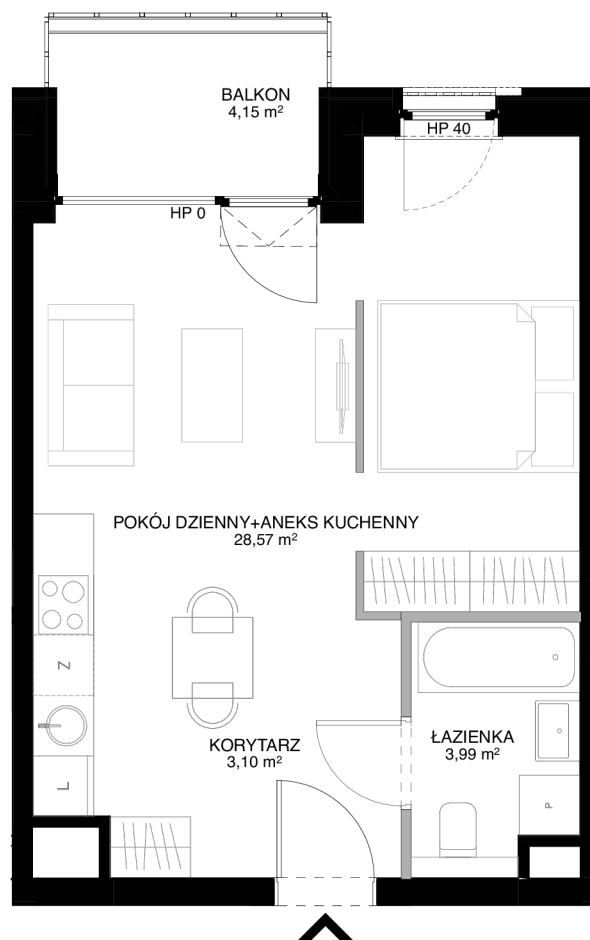 BALKON
4,15 m²
HP 40
HP 0
POKÓJ DZIENNY+ANEKS KUCHENNY
28,57 m²
Z
KORYTARZ
3,10 m²
ŁAZIENKA
3,99 m²
L
P